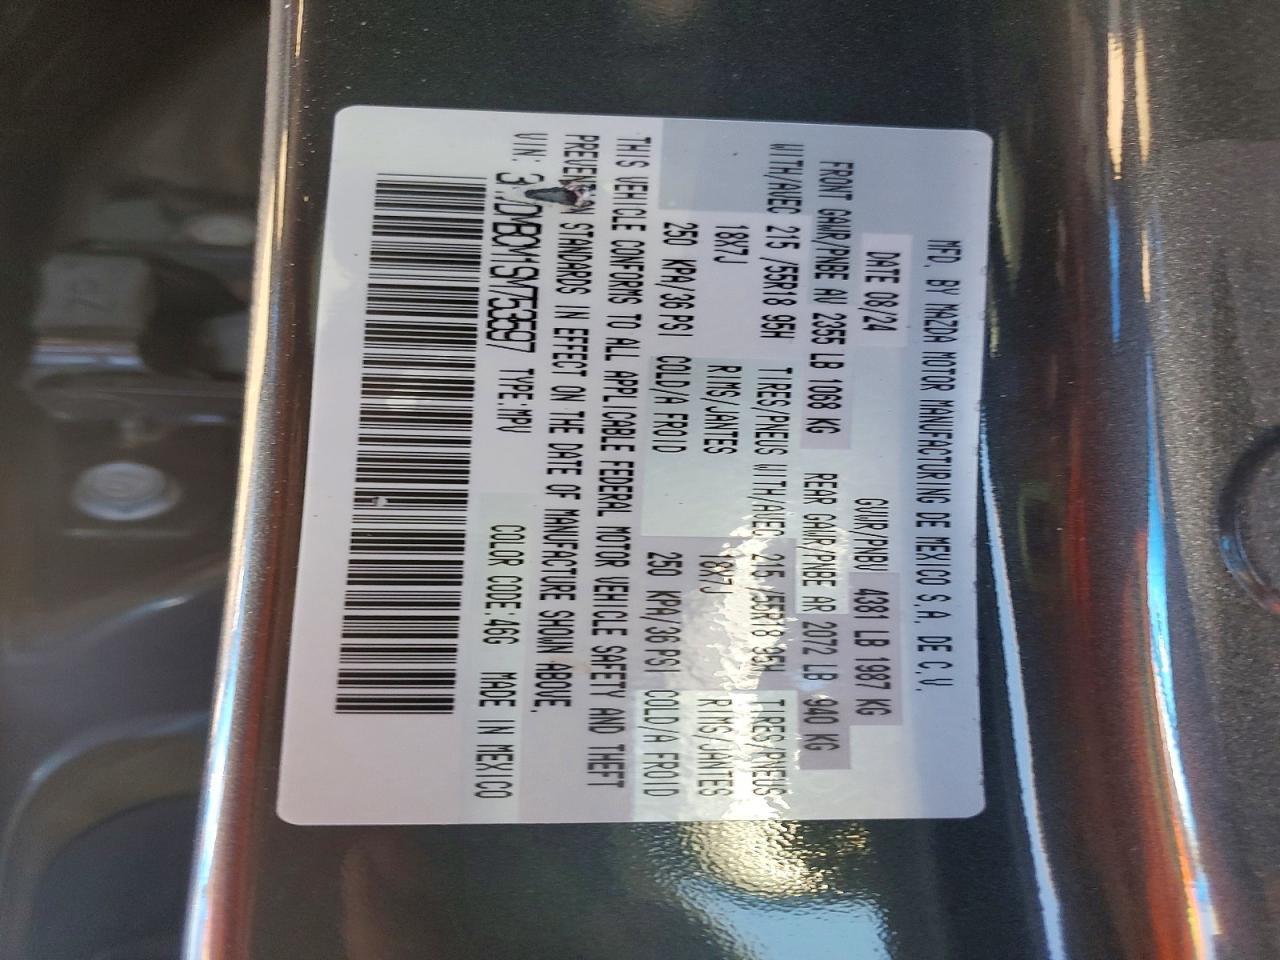 MFD. BY MAZDA MOTOR MANUFACTURING DE MEXICO S.A. DE C.V.
DATE 08/24 GVWR/PNBV 4381 LB 1987 KG
FRONT GAWR/PNBE AV 2355 LB 1068 KG REAR GAWR/PNBE AR 2072 LB 940 KG
WITH/AVEC 215 /55R18 95H TIRES/PNEUS WITH/AVEC 215 /55R18 95H TIRES/PNEUS
18X7J RIMS/JANTES 18X7J RIMS/JANTES
250 KPA/36 PSI COLD/A FROID 250 KPA/36 PSI COLD/A FROID
THIS VEHICLE CONFORMS TO ALL APPLICABLE FEDERAL MOTOR VEHICLE SAFETY AND THEFT
STANDARDS IN EFFECT ON THE DATE OF MANUFACTURE SHOWN ABOVE.
VIN: TYPE:MPV COLOR CODE:46G MADE IN MEXICO